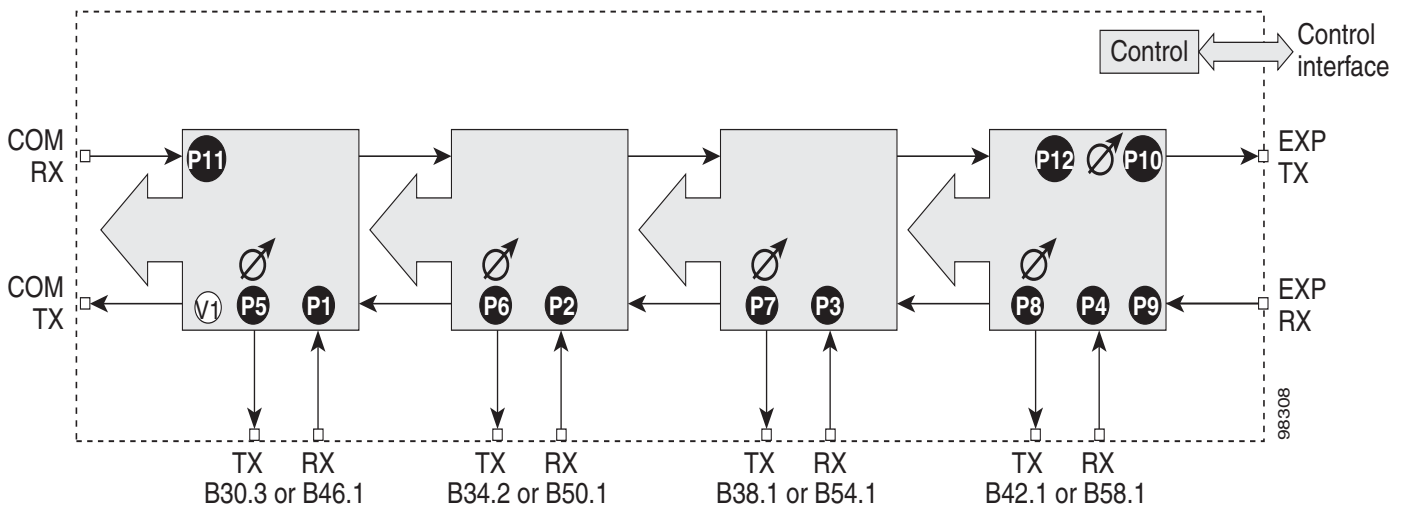 Control
Control
interface
COM
RX
P11
P12
P10
EXP
TX
COM
TX
V1
P5
P1
P6
P2
P7
P3
P8
P4
P9
EXP
RX
98308
TX RX
B30.3 or B46.1
TX RX
B34.2 or B50.1
TX RX
B38.1 or B54.1
TX RX
B42.1 or B58.1